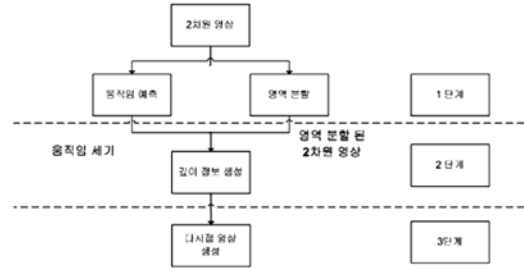 2차원 영상
움직임 예측
영역 분할
1단계
움직임 세기
영역 분할 된
2차원 영상
깊이 정보 생성
2단계
다시점 영상
생성
3단계